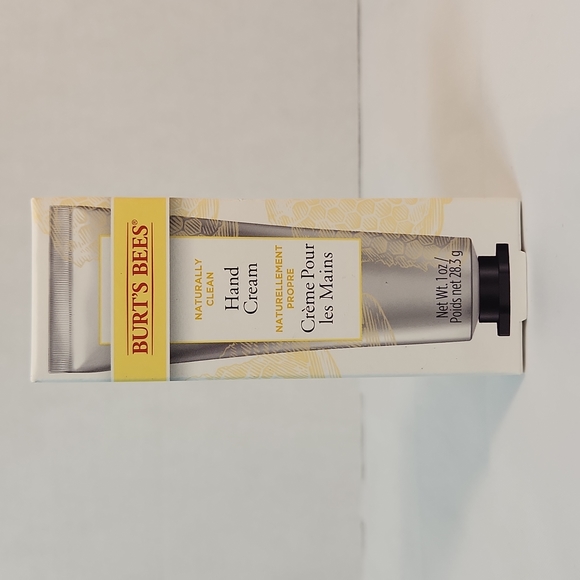 BURT'S BEES®
NATURALLY
CLEAN
Hand
Cream
NATURELLEMENT
PROPRE
Crème Pour
les Mains
Net Wt. 1 oz /
Poids net 28.3 g